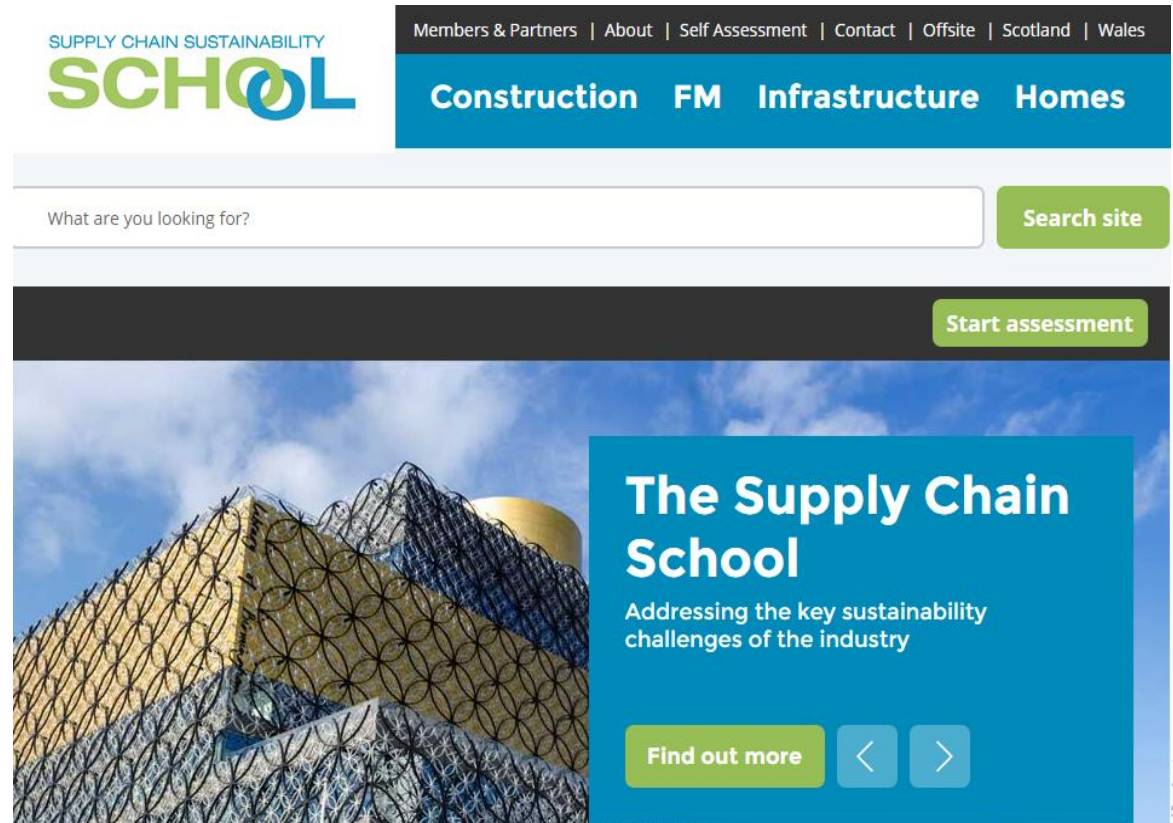 SUPPLY CHAIN SUSTAINABILITY
SCHOOL
Members & Partners | About | Self Assessment | Contact | Offsite | Scotland | Wales
Construction FM Infrastructure Homes
What are you looking for?
Search site
Start assessment
The Supply Chain
School
Addressing the key sustainability
challenges of the industry
Find out more